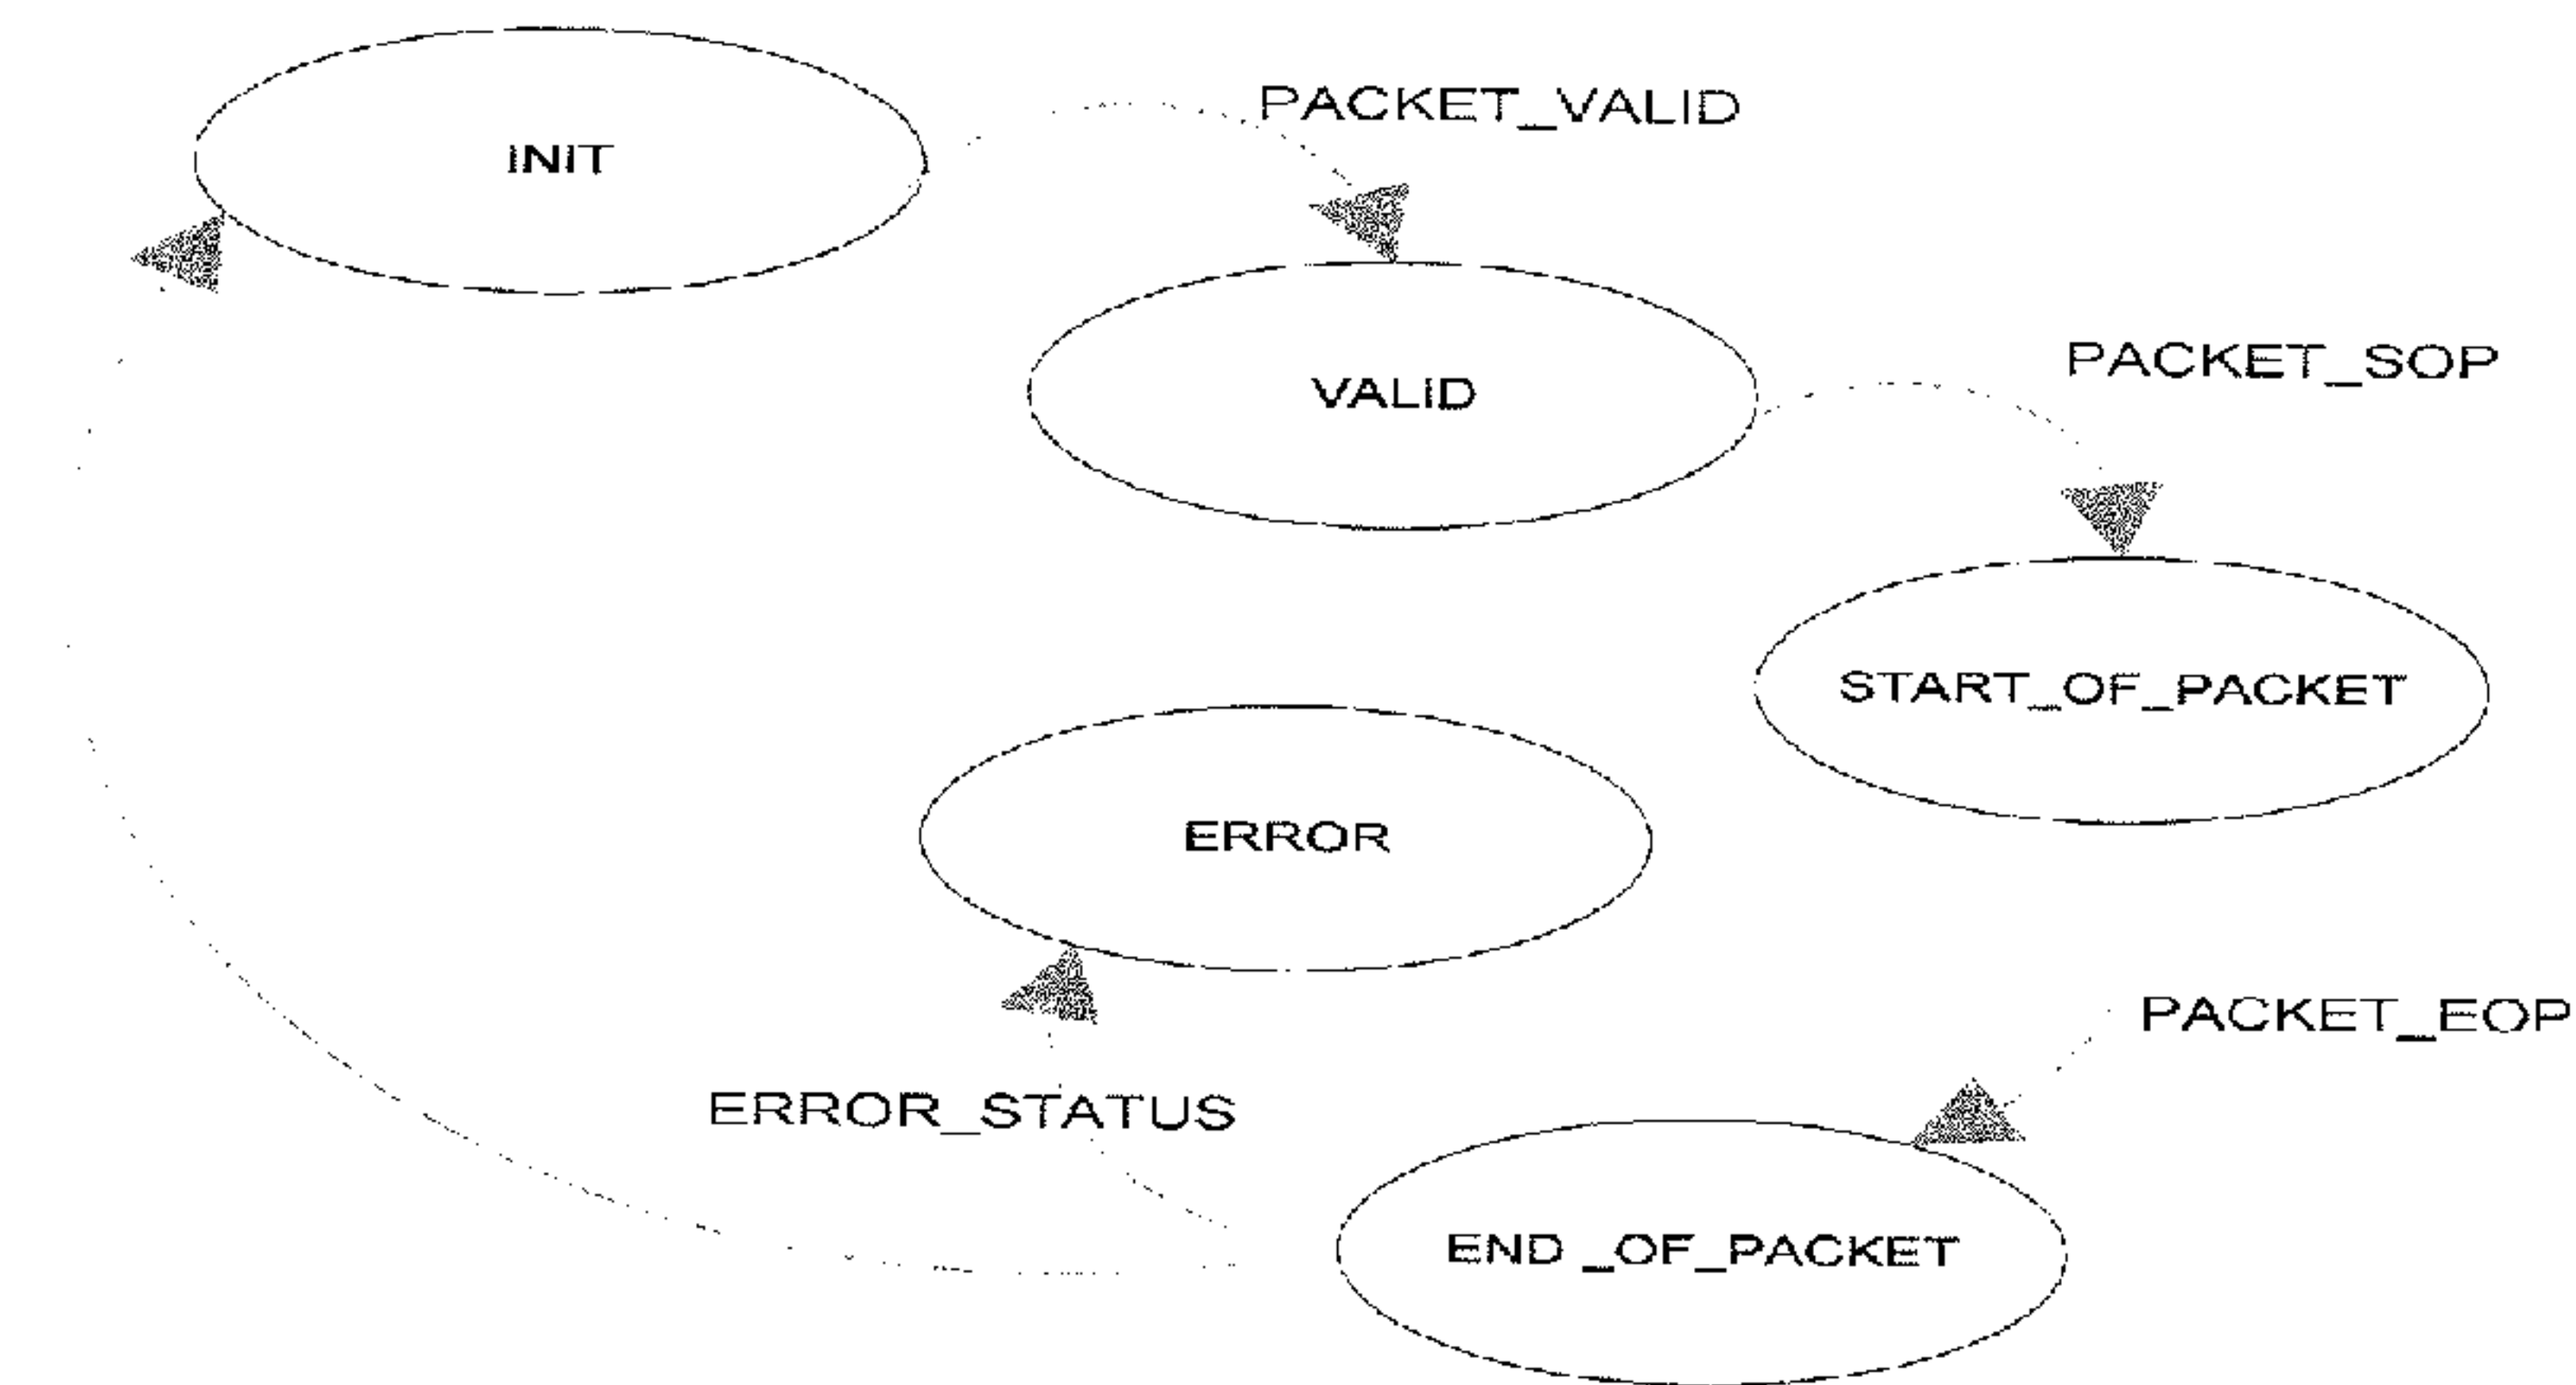 INIT
PACKET_VALID
VALID
PACKET_SOP
START_OF_PACKET
ERROR
PACKET_EOP
ERROR_STATUS
END _OF_PACKET